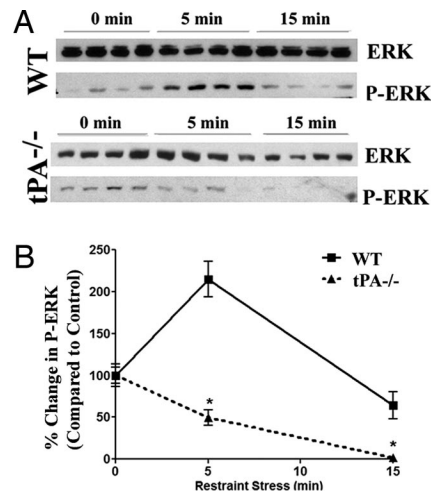 A
0 min 5 min 15 min
WT
ERK
P-ERK
0 min 5 min 15 min
tPA-/-
ERK
P-ERK
B
% Change in P-ERK
(Compared to Control)
250
200
150
100
50
0
WT
tPA-/-
*
*
0 5 10 15
Restraint Stress (min)